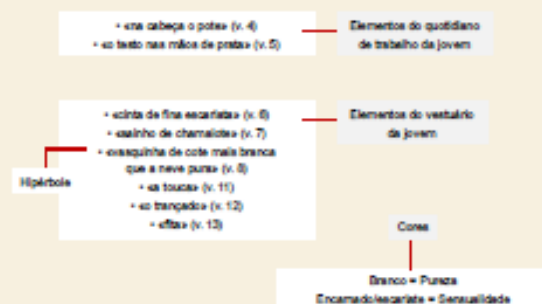 • «na cabeça o pote» (v. 4)
• «o testo nas mãos de prata» (v. 5)
Elementos do quotidiano
de trabalho da jovem
• «cinta de fina escarlata» (v. 6)
• «sainho de chamalote» (v. 7)
• «vasquinha de cote mais branca
que a neve pura» (v. 8)
• «a touca» (v. 11)
• «o trançado» (v. 12)
• «fita» (v. 13)
Elementos do vestuário
da jovem
Hipérbole
Cores
Branco = Pureza
Encarnado/escarlate = Sensualidade